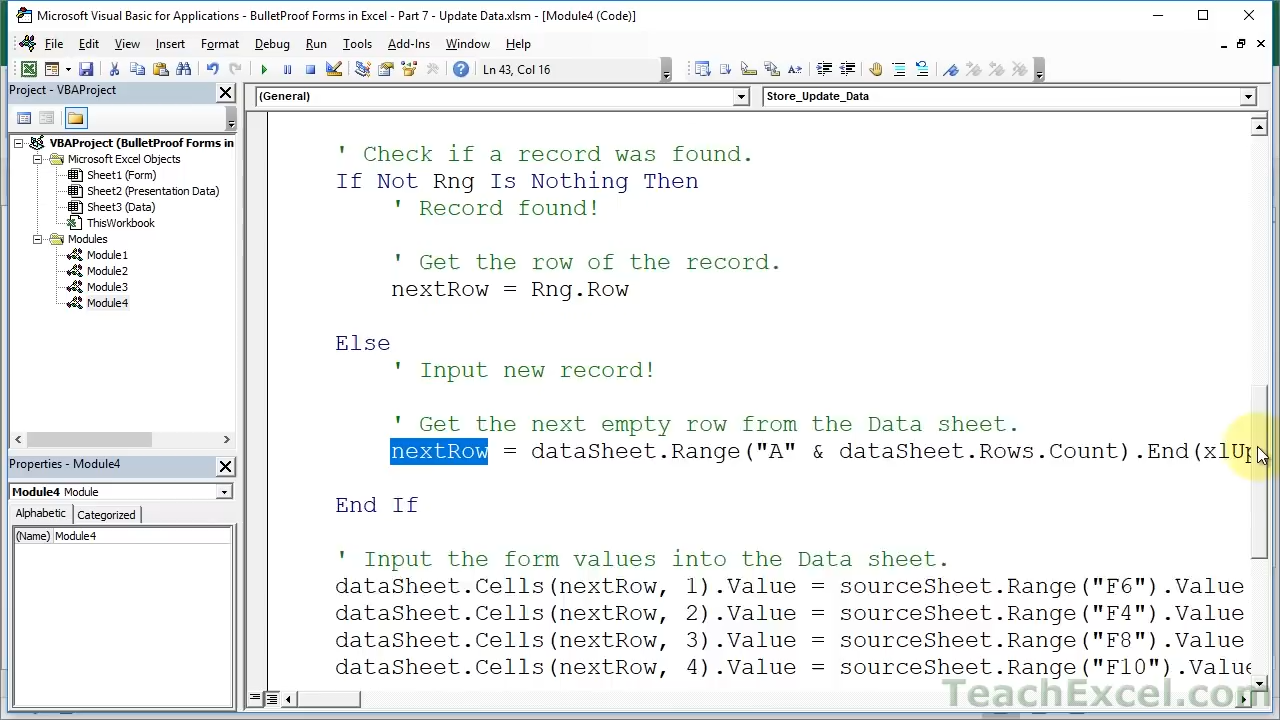 Microsoft Visual Basic for Applications - BulletProof Forms in Excel - Part 7 - Update Data.xlsm - [Module4 (Code)]
File Edit View Insert Format Debug Run Tools Add-Ins Window Help
Ln 43, Col 16
Project - VBAProject
(General)
Store_Update_Data
VBAProject (BulletProof Forms in
Microsoft Excel Objects
Sheet1 (Form)
Sheet2 (Presentation Data)
Sheet3 (Data)
ThisWorkbook
Modules
Module1
Module2
Module3
Module4
Properties - Module4
Module4 Module
Alphabetic Categorized
(Name) Module4
' Check if a record was found.
If Not Rng Is Nothing Then
' Record found!
' Get the row of the record.
nextRow = Rng.Row
Else
' Input new record!
' Get the next empty row from the Data sheet.
nextRow = dataSheet.Range("A" & dataSheet.Rows.Count).End(xlUp
End If
' Input the form values into the Data sheet.
dataSheet.Cells(nextRow, 1).Value = sourceSheet.Range("F6").Value
dataSheet.Cells(nextRow, 2).Value = sourceSheet.Range("F4").Value
dataSheet.Cells(nextRow, 3).Value = sourceSheet.Range("F8").Value
dataSheet.Cells(nextRow, 4).Value = sourceSheet.Range("F10").Value
TeachExcel.com